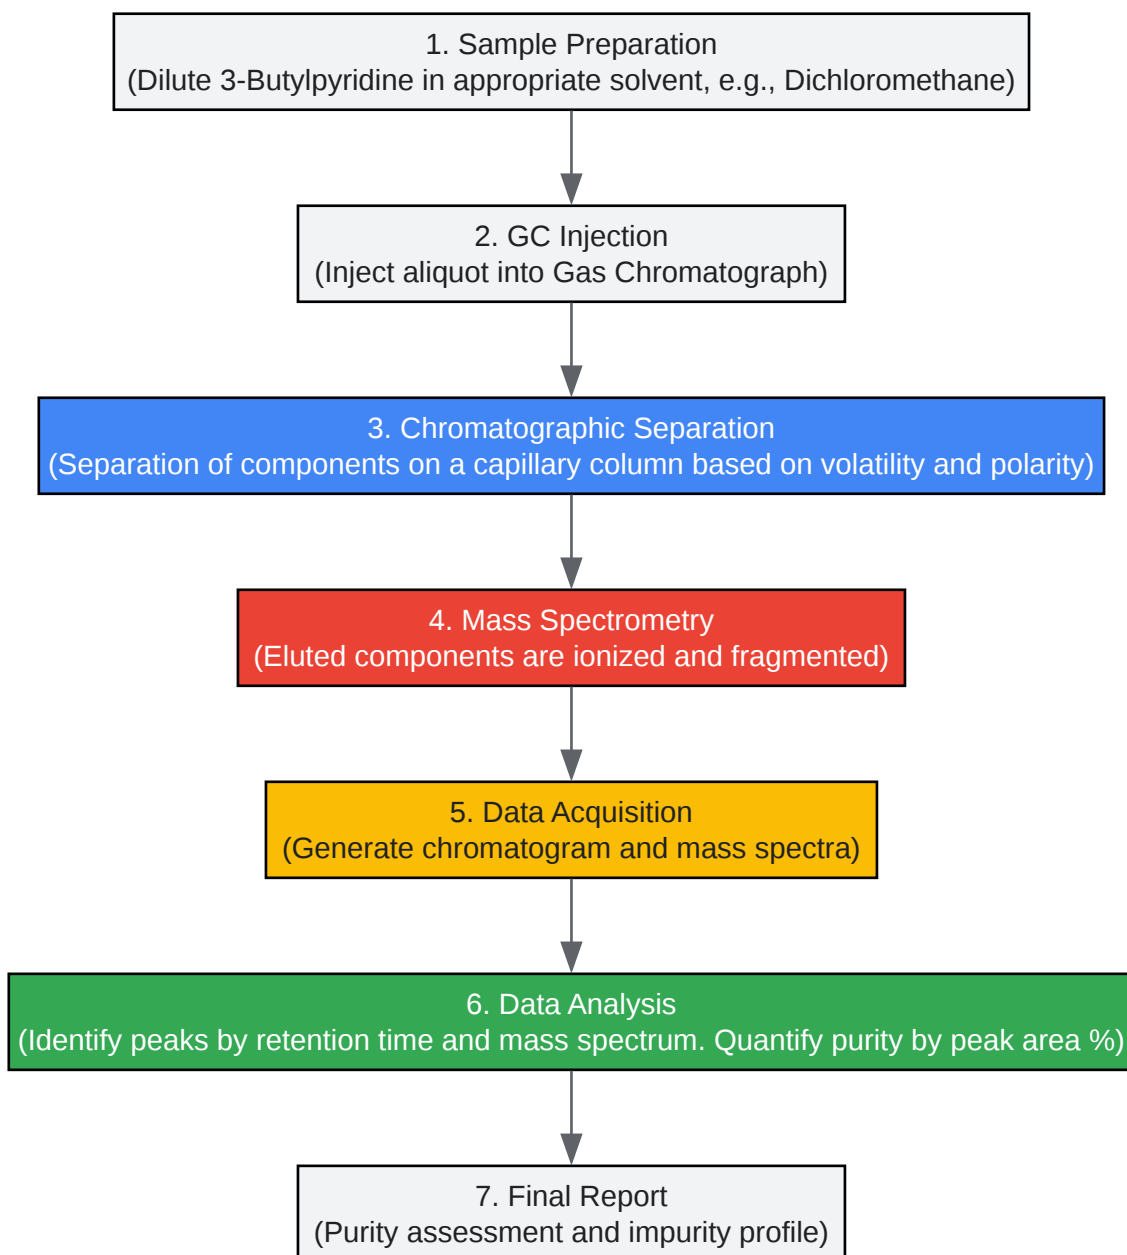 1. Sample Preparation
(Dilute 3-Butylpyridine in appropriate solvent, e.g., Dichloromethane)
2. GC Injection
(Inject aliquot into Gas Chromatograph)
3. Chromatographic Separation
(Separation of components on a capillary column based on volatility and polarity)
4. Mass Spectrometry
(Eluted components are ionized and fragmented)
5. Data Acquisition
(Generate chromatogram and mass spectra)
6. Data Analysis
(Identify peaks by retention time and mass spectrum. Quantify purity by peak area %)
7. Final Report
(Purity assessment and impurity profile)